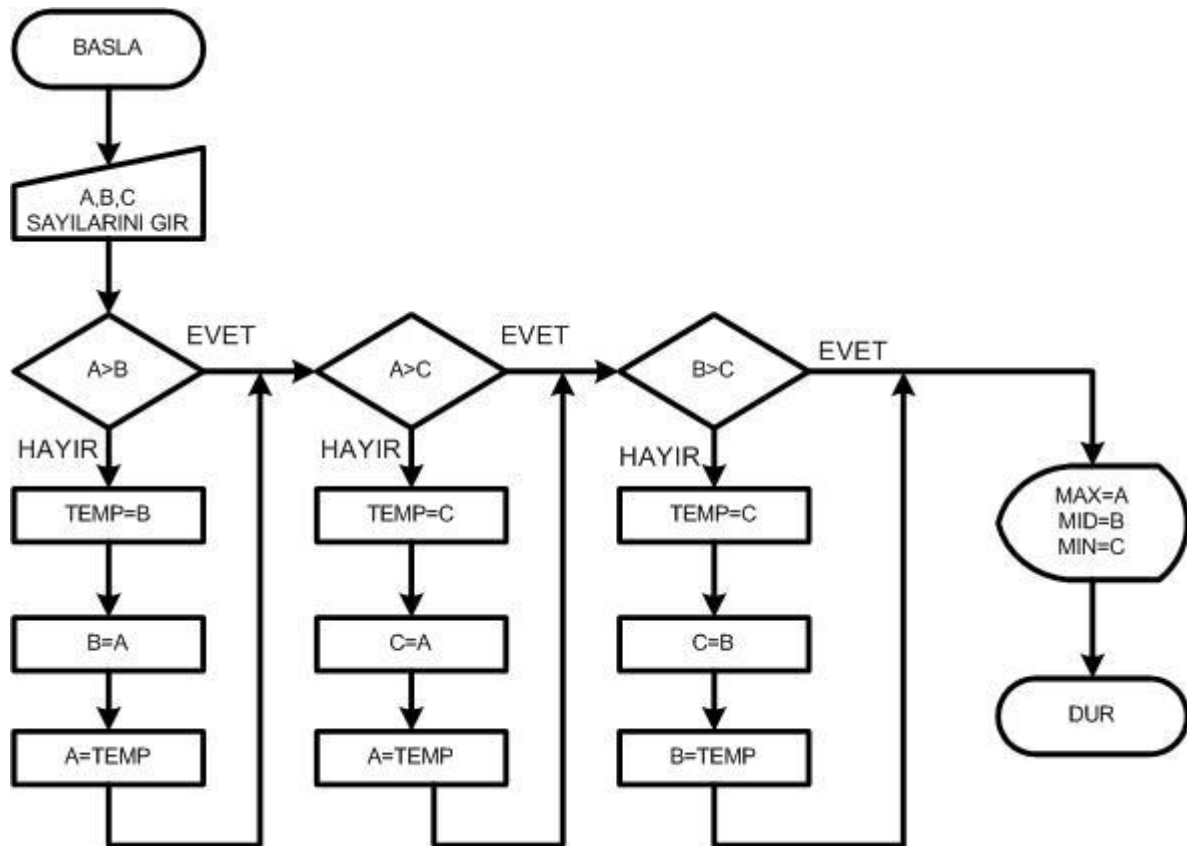 BASLA
A,B,C
SAYILARINI GIR
A>B
EVET
HAYIR
TEMP=B
B=A
A=TEMP
A>C
EVET
HAYIR
TEMP=C
C=A
A=TEMP
B>C
EVET
HAYIR
TEMP=C
C=B
B=TEMP
MAX=A
MID=B
MIN=C
DUR